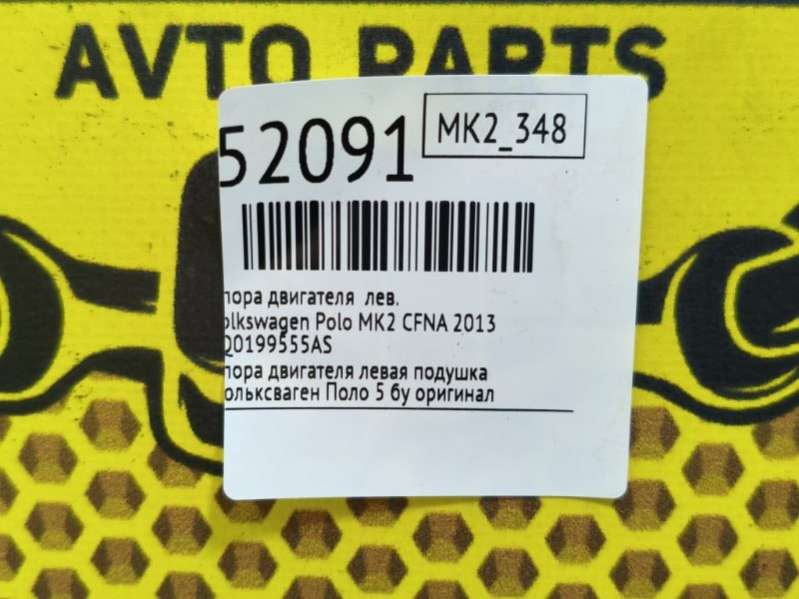 AVTO PARTS
52091
MK2_348
пора двигателя лев.
olkswagen Polo MK2 CFNA 2013
Q0199555AS
пора двигателя левая подушка
ольксваген Поло 5 бу оригинал